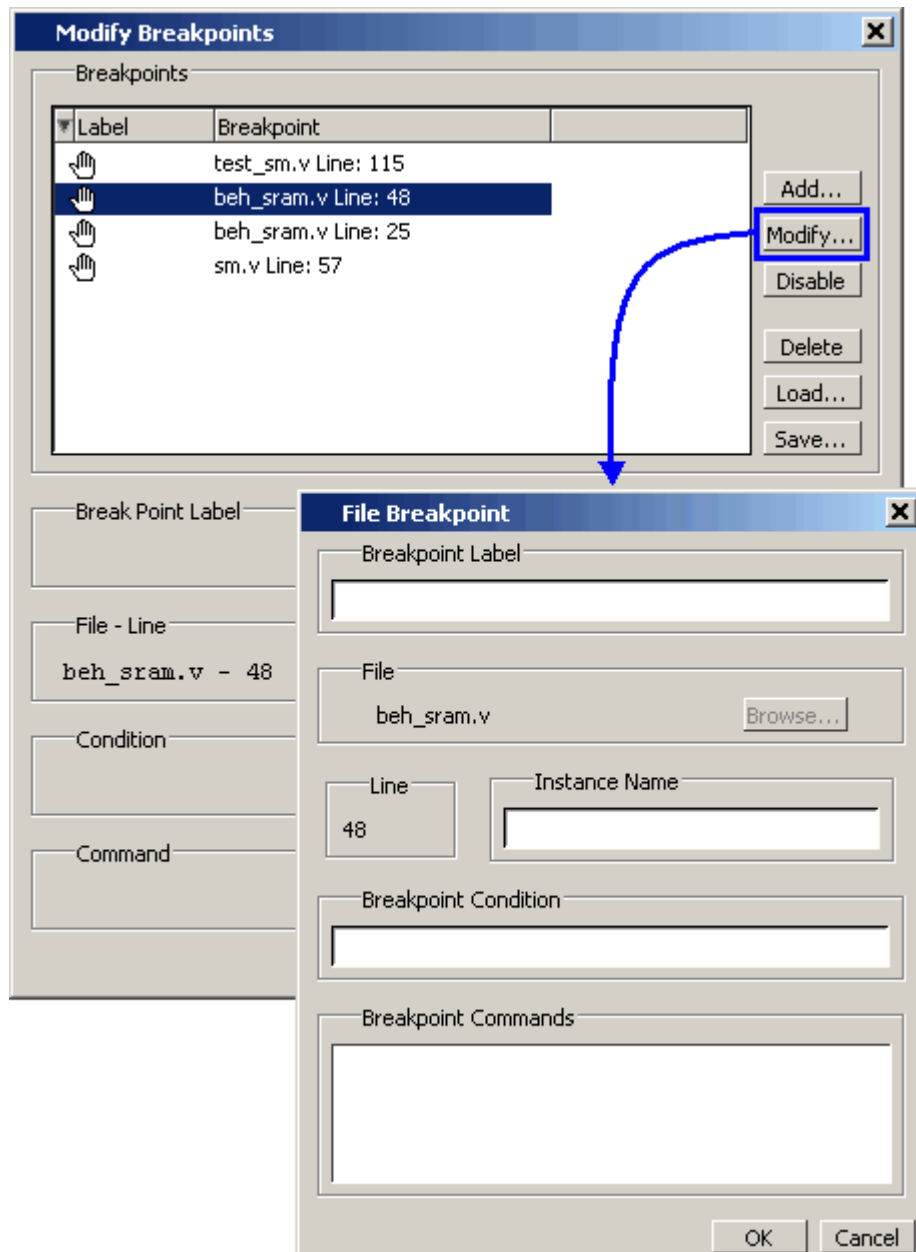 Modify Breakpoints
Breakpoints
Label Breakpoint
test_sm.v Line: 115
beh_sram.v Line: 48
beh_sram.v Line: 25
sm.v Line: 57
Add...
Modify...
Disable
Delete
Load...
Save...
Break Point Label
File - Line
beh_sram.v - 48
Condition
Command
File Breakpoint
Breakpoint Label
File
beh_sram.v Browse...
Line Instance Name
48
Breakpoint Condition
Breakpoint Commands
OK Cancel